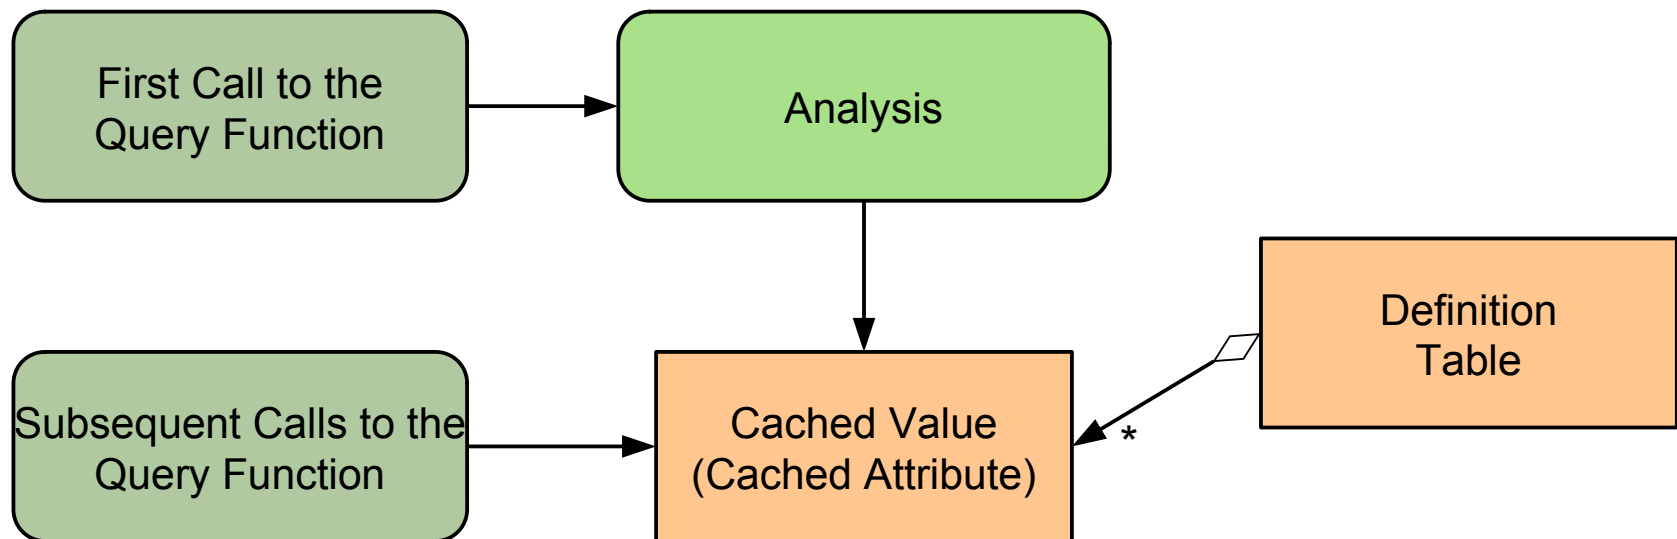 First Call to the
Query Function
Analysis
Definition
Table
Subsequent Calls to the
Query Function
Cached Value
(Cached Attribute)
*